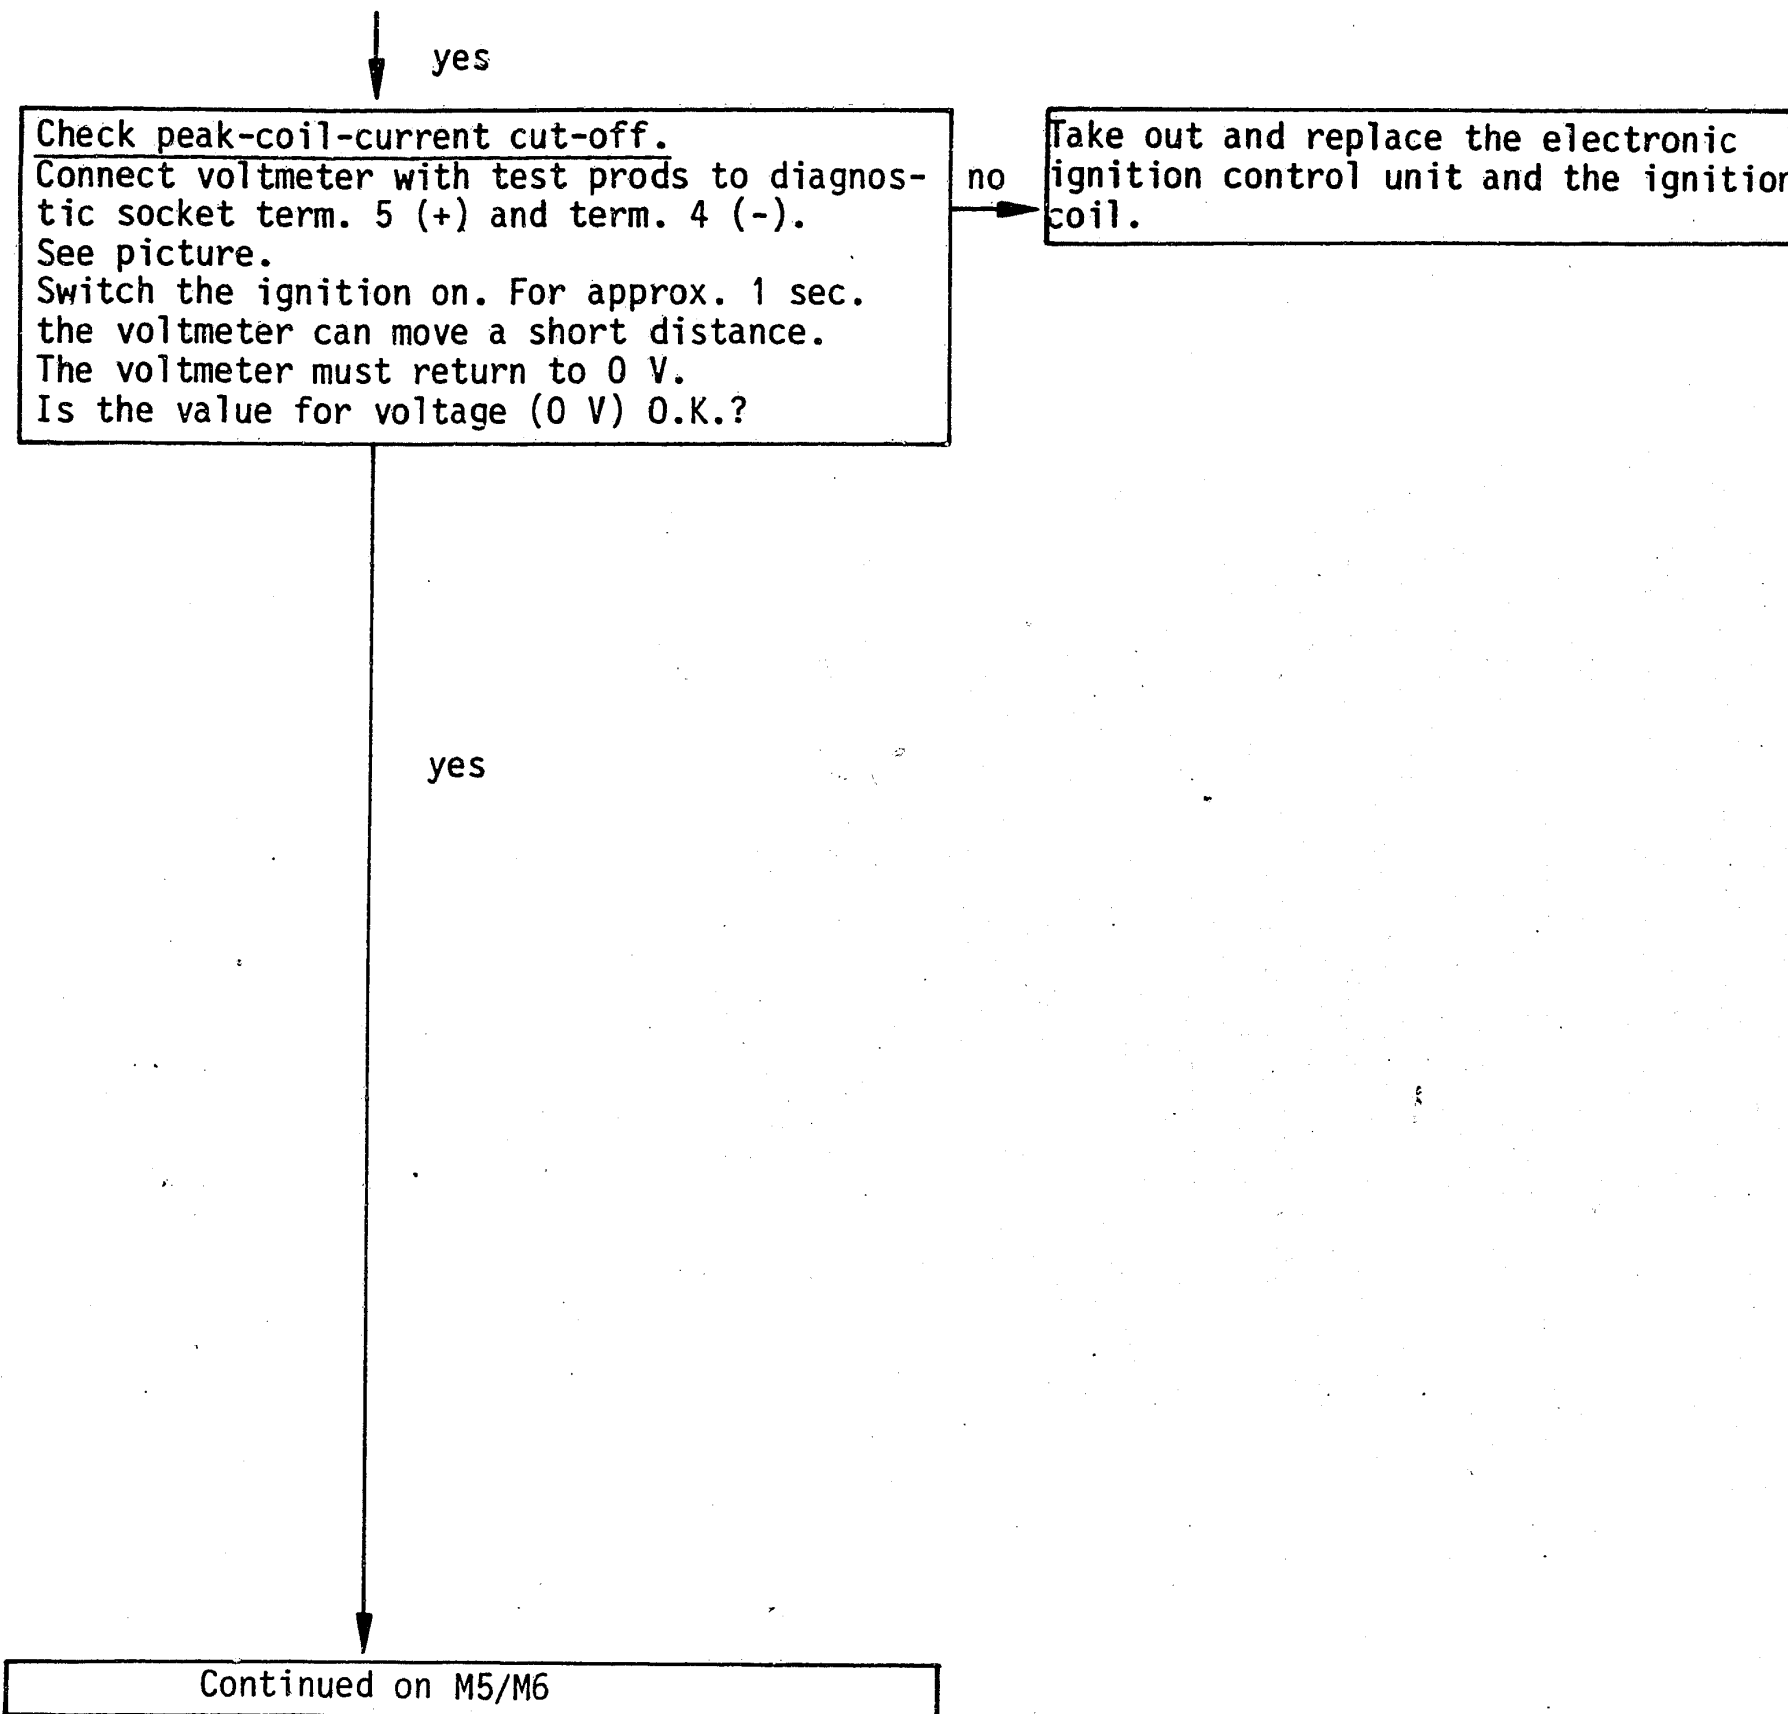 yes
Check peak-coil-current cut-off.
Connect voltmeter with test prods to diagnos-
tic socket term. 5 (+) and term. 4 (-).
See picture.
Switch the ignition on. For approx. 1 sec.
the voltmeter can move a short distance.
The voltmeter must return to 0 V.
Is the value for voltage (0 V) O.K.?
no
Take out and replace the electronic
ignition control unit and the ignition
coil.
yes
Continued on M5/M6